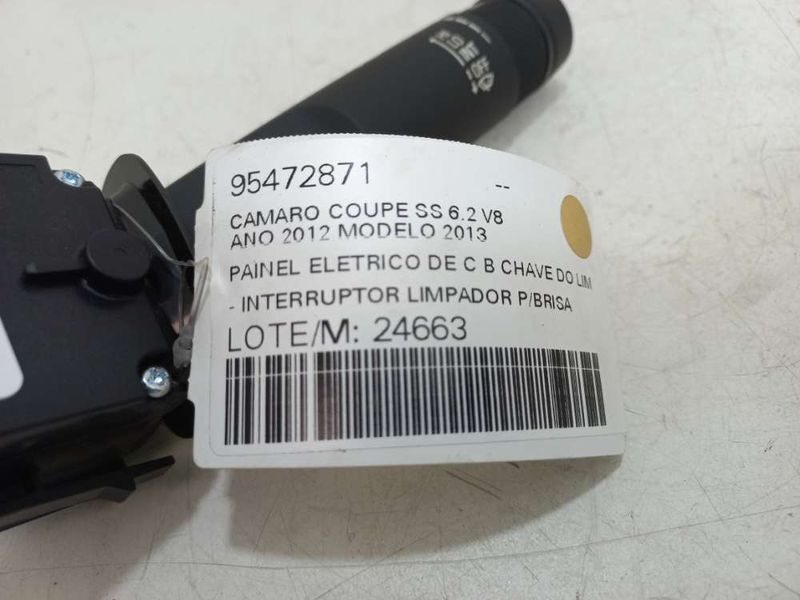 95472871 --
CAMARO COUPE SS 6.2 V8
ANO 2012 MODELO 2013
PAINEL ELETRICO DE C B CHAVE DO LIM
- INTERRUPTOR LIMPADOR P/BRISA
LOTE/M: 24663
OFF